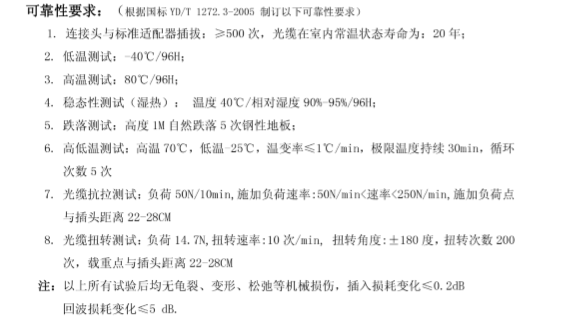 可靠性要求：（根据国标 YD/T 1272.3-2005 制订以下可靠性要求）
1. 连接头与标准适配器插拔：≥500 次，光缆在室内常温状态寿命为：20 年；
2. 低温测试：-40℃/96H；
3. 高温测试：80℃/96H；
4. 稳态性测试（湿热）： 温度 40℃/相对湿度 90%-95%/96H；
5. 跌落测试：高度 1M 自然跌落 5 次钢性地板；
6. 高低温测试：高温 70℃，低温-25℃，温变率≤1℃/min，极限温度持续 30min，循环
次数 5 次
7. 光缆抗拉测试：负荷 50N/10min,施加负荷速率:50N/min<速率<250N/min,施加负荷点
与插头距离 22-28CM
8. 光缆扭转测试：负荷 14.7N,扭转速率:10 次/min, 扭转角度:±180 度，扭转次数 200
次，载重点与插头距离 22-28CM
注：以上所有试验后均无龟裂、变形、松弛等机械损伤，插入损耗变化≤0.2dB
回波损耗变化≤5 dB.